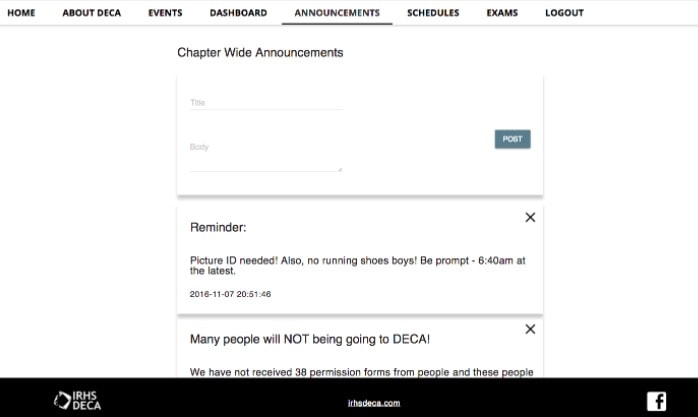 HOME ABOUT DECA EVENTS DASHBOARD ANNOUNCEMENTS SCHEDULES EXAMS LOGOUT
Chapter Wide Announcements
Title
Body
POST
Reminder:
Picture ID needed! Also, no running shoes boys! Be prompt - 6:40am at
the latest.
2016-11-07 20:51:46
Many people will NOT being going to DECA!
We have not received 38 permission forms from people and these people
IRHS
DECA
irhsdeca.com